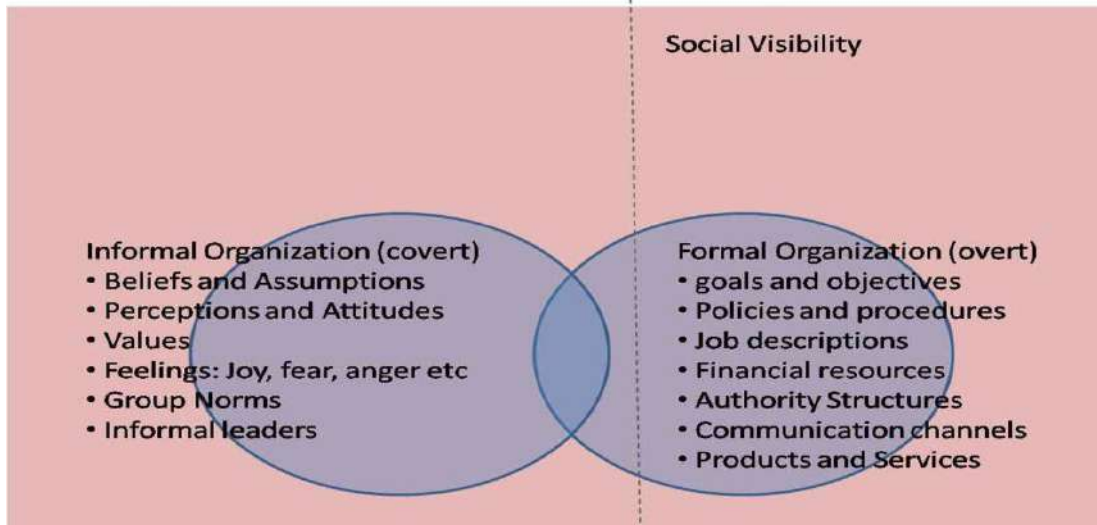 Social Visibility
Informal Organization (covert)
• Beliefs and Assumptions
• Perceptions and Attitudes
• Values
• Feelings: Joy, fear, anger etc
• Group Norms
• Informal leaders
Formal Organization (overt)
• goals and objectives
• Policies and procedures
• Job descriptions
• Financial resources
• Authority Structures
• Communication channels
• Products and Services